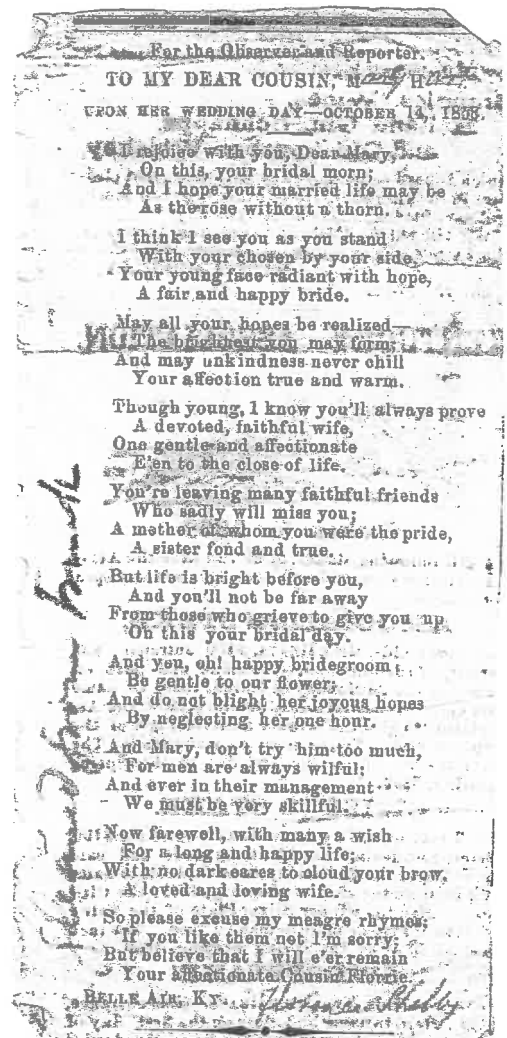 For the Observer and Reporter.
TO MY DEAR COUSIN, Mary H
UPON HER WEDDING DAY—OCTOBER 14, 18
I rejoice with you, Dear Mary,
On this, your bridal morn;
And I hope your married life may be
As the rose without a thorn.
I think I see you as you stand
With your chosen by your side,
Your young face radiant with hope,
A fair and happy bride.
May all your hopes be realized—
The brightest you may form;
And may unkindness never chill
Your affection true and warm.
Though young, I know you'll always prove
A devoted, faithful wife,
One gentle and affectionate
E'en to the close of life.
You're leaving many faithful friends
Who sadly will miss you;
A mother of whom you were the pride,
A sister fond and true.
But life is bright before you,
And you'll not be far away
From those who grieve to give you up
On this your bridal day.
And you, oh! happy bridegroom;
Be gentle to our flower;
And do not blight her joyous hopes
By neglecting her one hour.
And Mary, don't try him too much,
For men are always wilful;
And ever in their management
We must be very skillful.
Now farewell, with many a wish
For a long and happy life;
With no dark cares to cloud your brow,
A loved and loving wife.
So please excuse my meagre rhymes;
If you like them not I'm sorry;
But believe that I will e'er remain
Your affectionate Cousin Florrie
BELLE AIR, KY. Florence Shelby